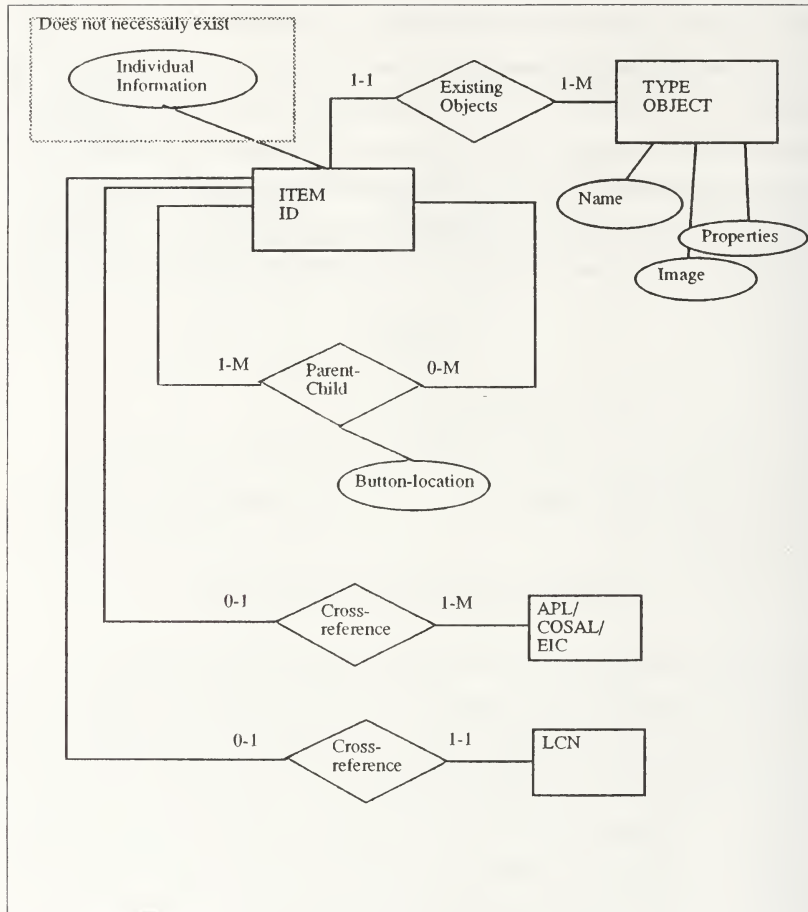 Does not necessaily exist
Individual
Information
1-1
Existing
Objects
1-M
TYPE
OBJECT
ITEM
ID
Name
Properties
Image
1-M
Parent-
Child
0-M
Button-location
0-1
Cross-
reference
1-M
APL/
COSAL/
EIC
0-1
Cross-
reference
1-1
LCN